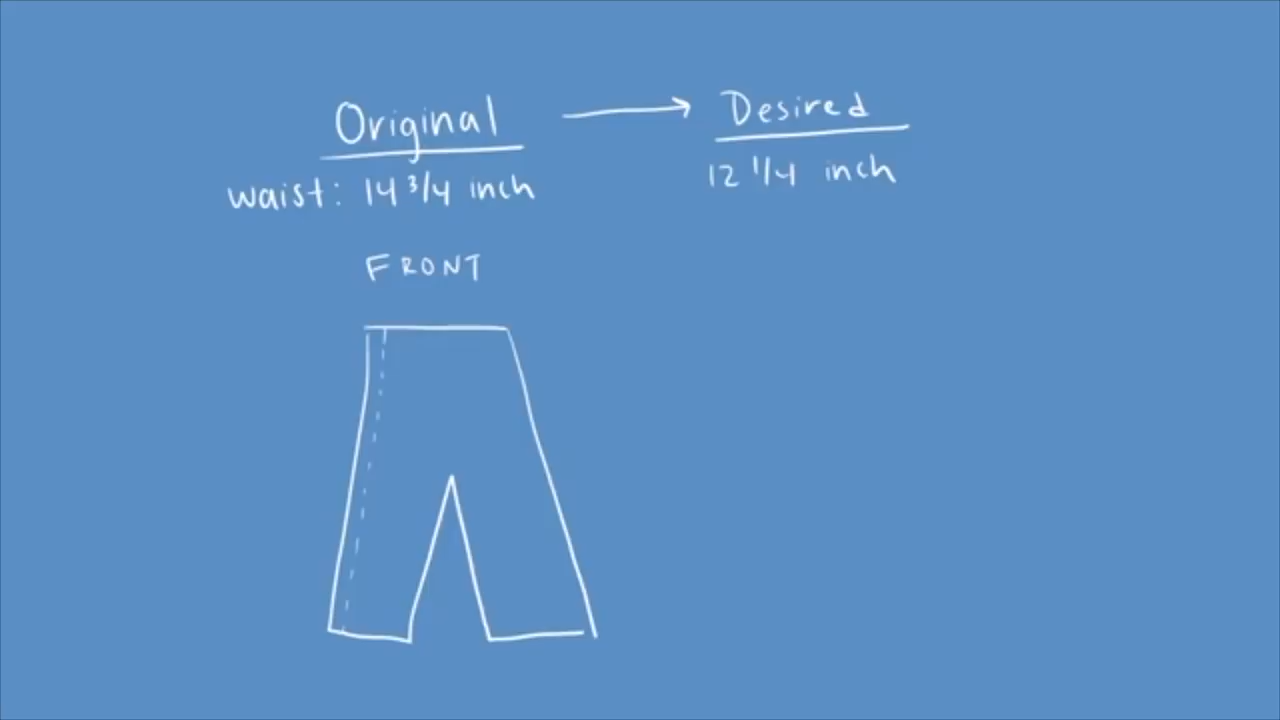 Original → Desired
waist: 14 3/4 inch 12 1/4 inch
FRONT